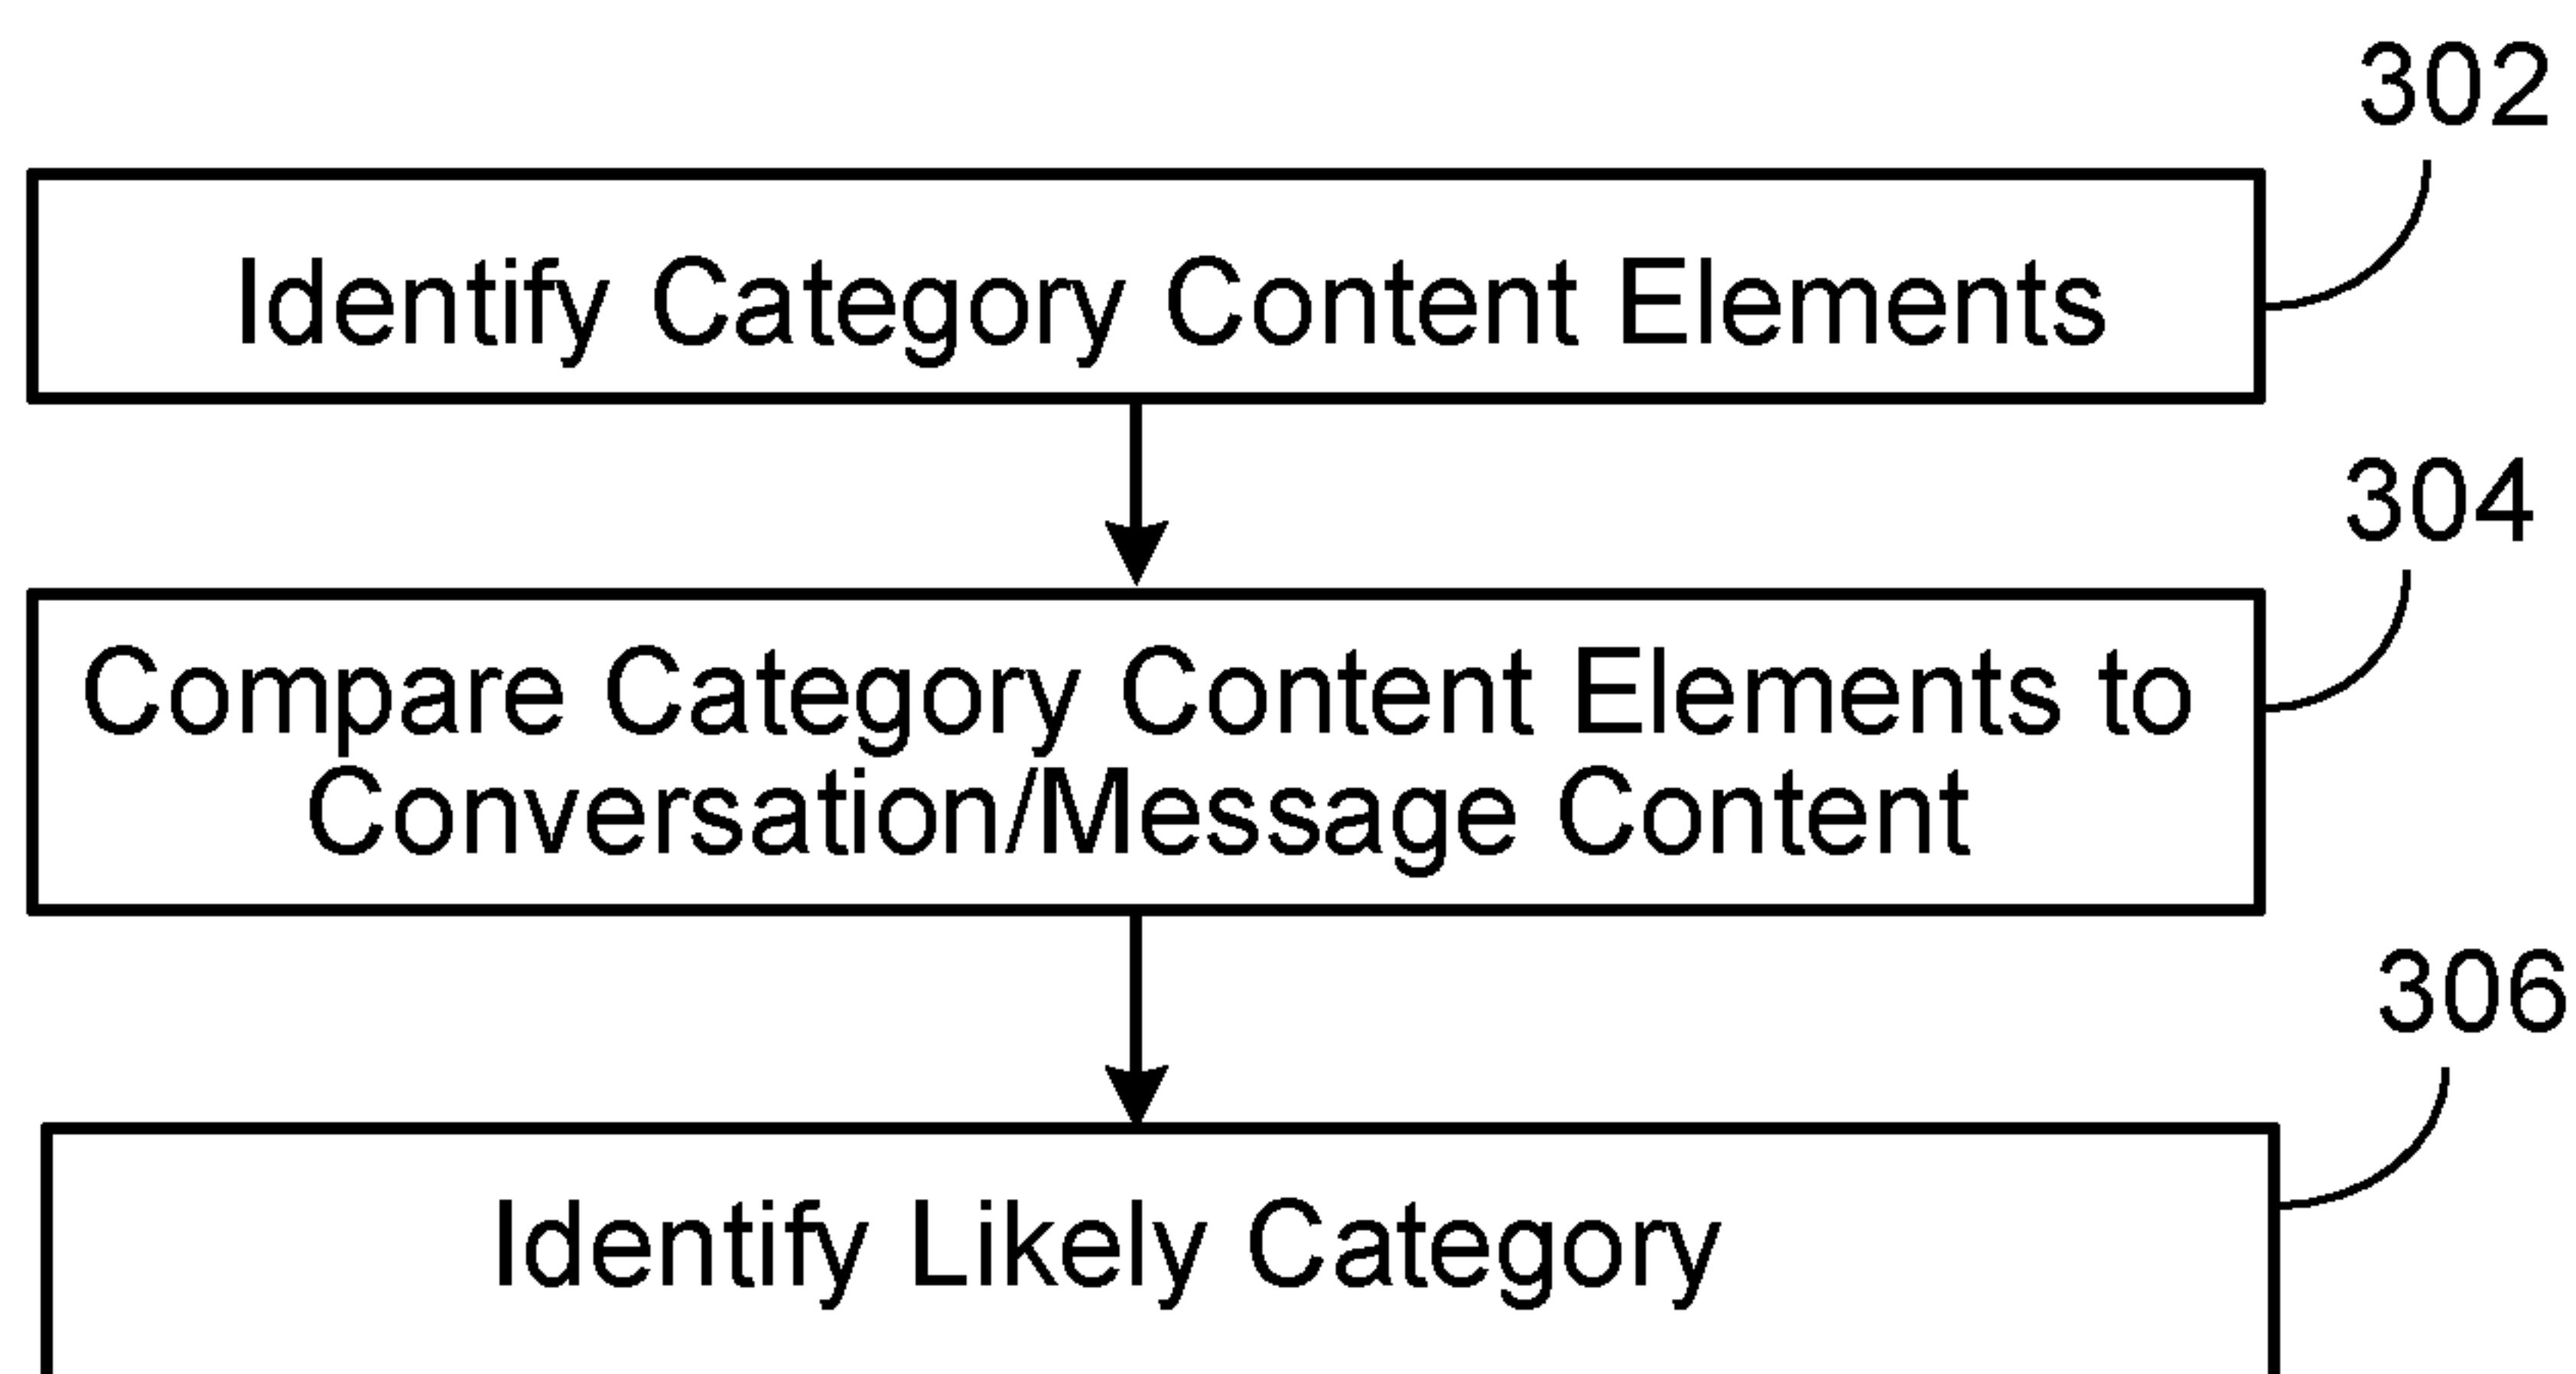 302
Identify Category Content Elements
304
Compare Category Content Elements to
Conversation/Message Content
306
Identify Likely Category